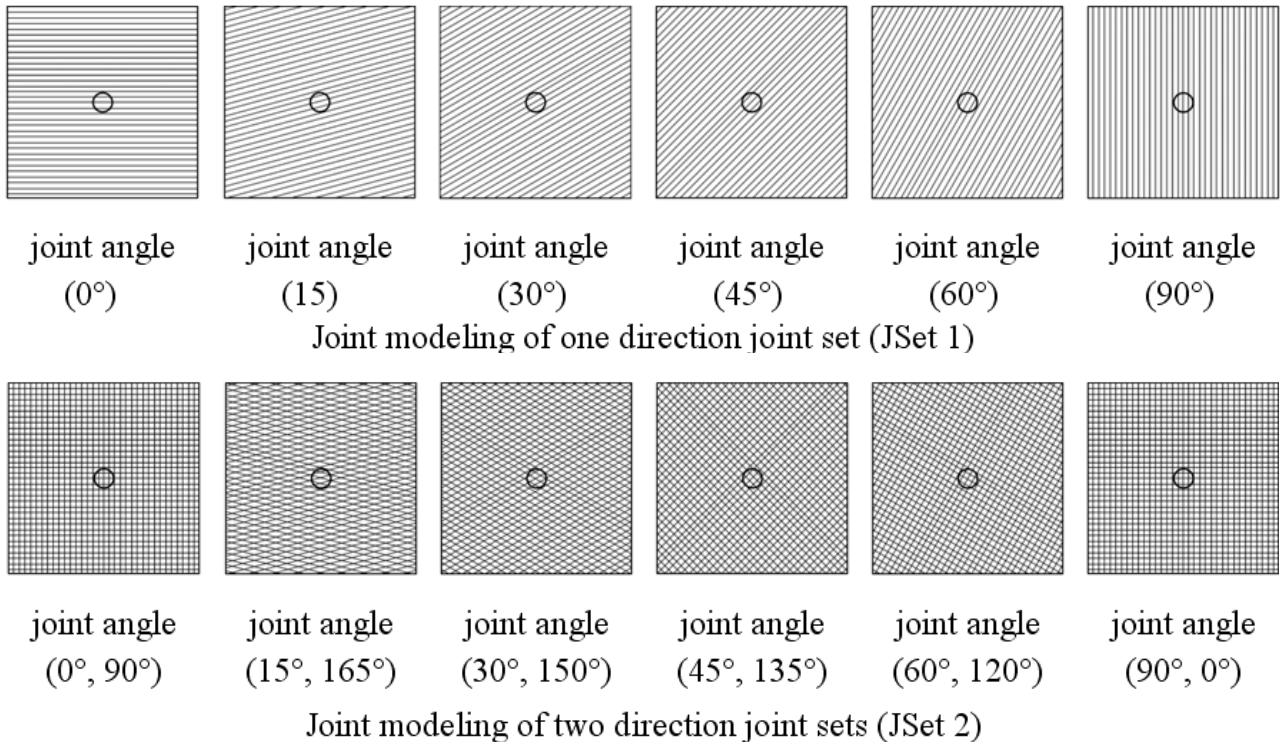 joint angle joint angle joint angle joint angle joint angle joint angle
(0°) (15) (30°) (45°) (60°) (90°)
Joint modeling of one direction joint set (JSet 1)
joint angle joint angle joint angle joint angle joint angle joint angle
(0°, 90°) (15°, 165°) (30°, 150°) (45°, 135°) (60°, 120°) (90°, 0°)
Joint modeling of two direction joint sets (JSet 2)